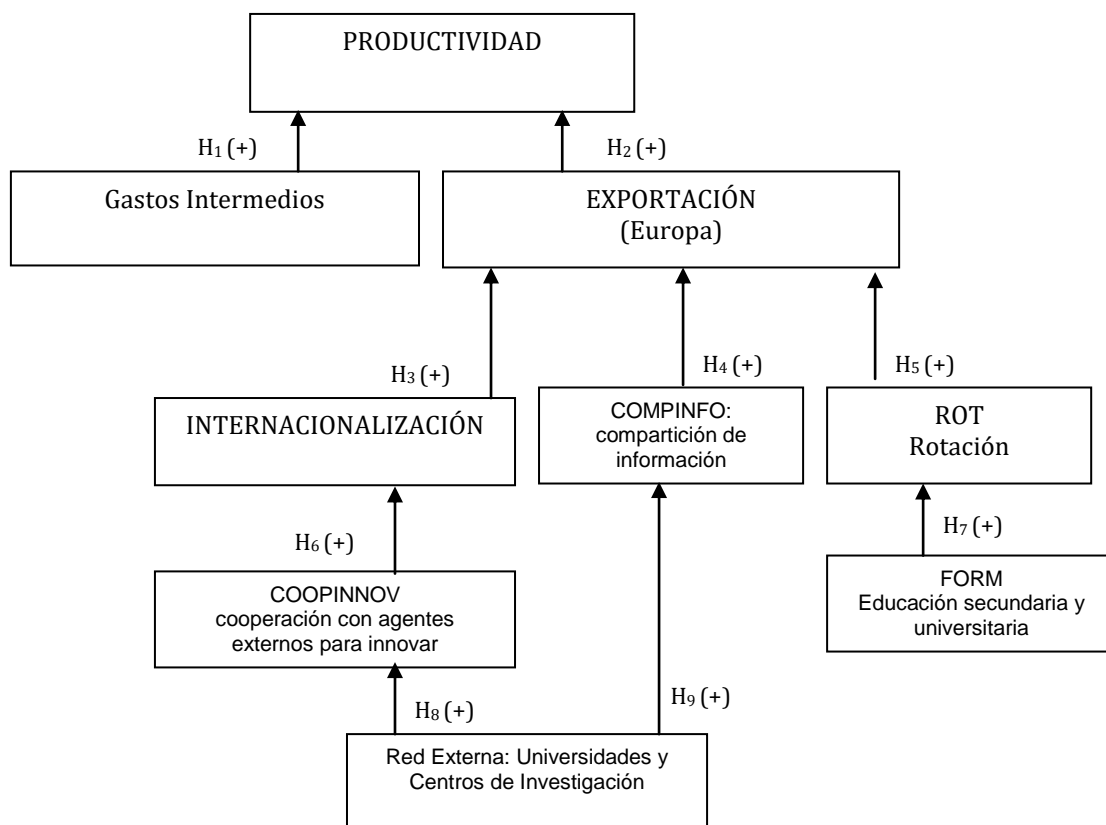 PRODUCTIVIDAD
H₁ (+)
H₂ (+)
Gastos Intermedios
EXPORTACIÓN
(Europa)
H₃ (+)
H₄ (+)
H₅ (+)
INTERNACIONALIZACIÓN
COMPINFO:
compartición de
información
ROT
Rotación
H₆ (+)
H₇ (+)
COOPINNOV
cooperación con agentes
externos para innovar
FORM
Educación secundaria y
universitaria
H₈ (+)
H₉ (+)
Red Externa: Universidades y
Centros de Investigación